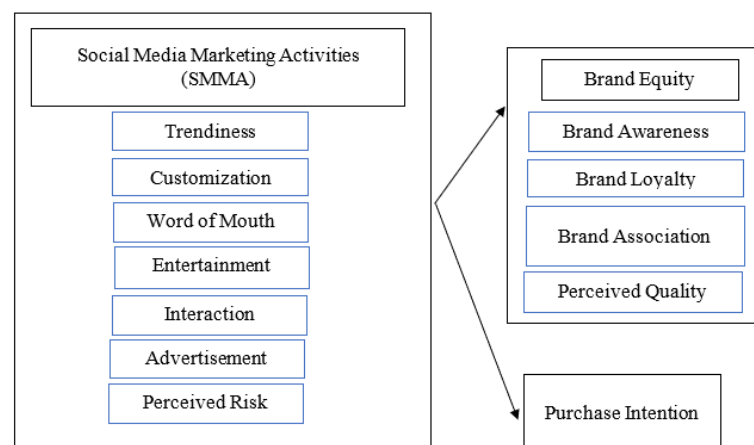 Social Media Marketing Activities
(SMMA)
Trendiness
Customization
Word of Mouth
Entertainment
Interaction
Advertisement
Perceived Risk
Brand Equity
Brand Awareness
Brand Loyalty
Brand Association
Perceived Quality
Purchase Intention